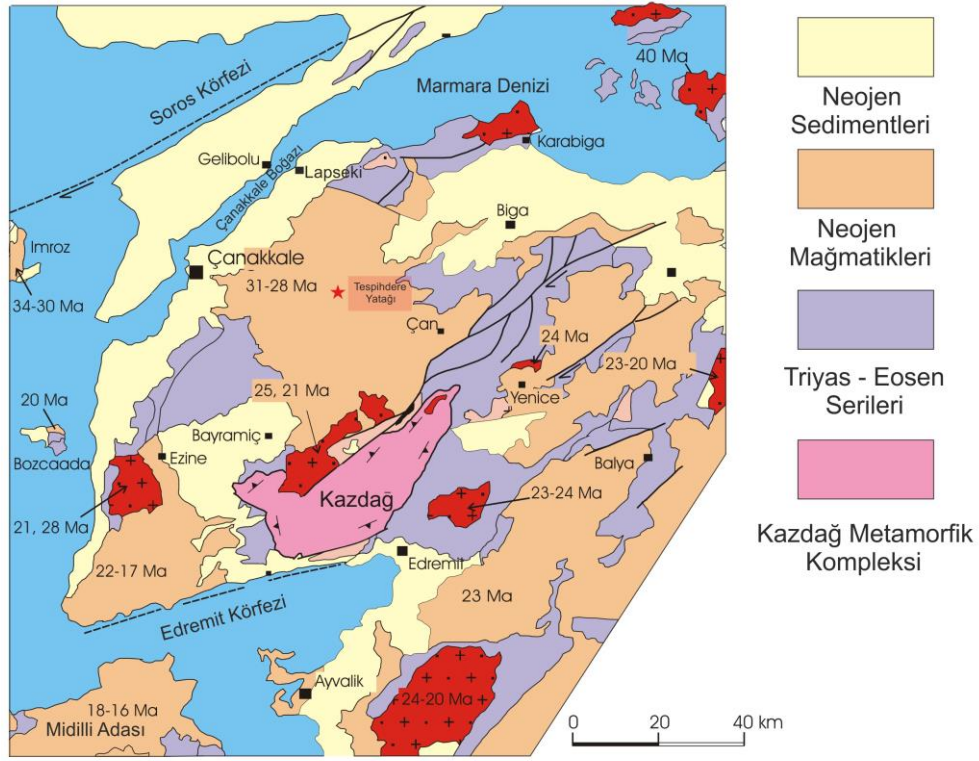 40 Ma
Marmara Denizi
Soros Körfezi
Karabiga
Gelibolu
Lapseki
Çanakkale Boğazı
Biga
Imroz
Çanakkale
31-28 Ma
Tespihdere
Yatağı
34-30 Ma
Çan
24 Ma
23-20 Ma
25, 21 Ma
Yenice
20 Ma
Bayramiç
Bozcaada
Ezine
Balya
Kazdağ
23-24 Ma
21, 28 Ma
22-17 Ma
Edremit
23 Ma
Edremit Körfezi
Ayvalik
24-20 Ma
18-16 Ma
Midilli Adası
0 20 40 km
Neojen
Sedimentleri
Neojen
Mağmatikleri
Triyas - Eosen
Serileri
Kazdağ Metamorfik
Kompleksi